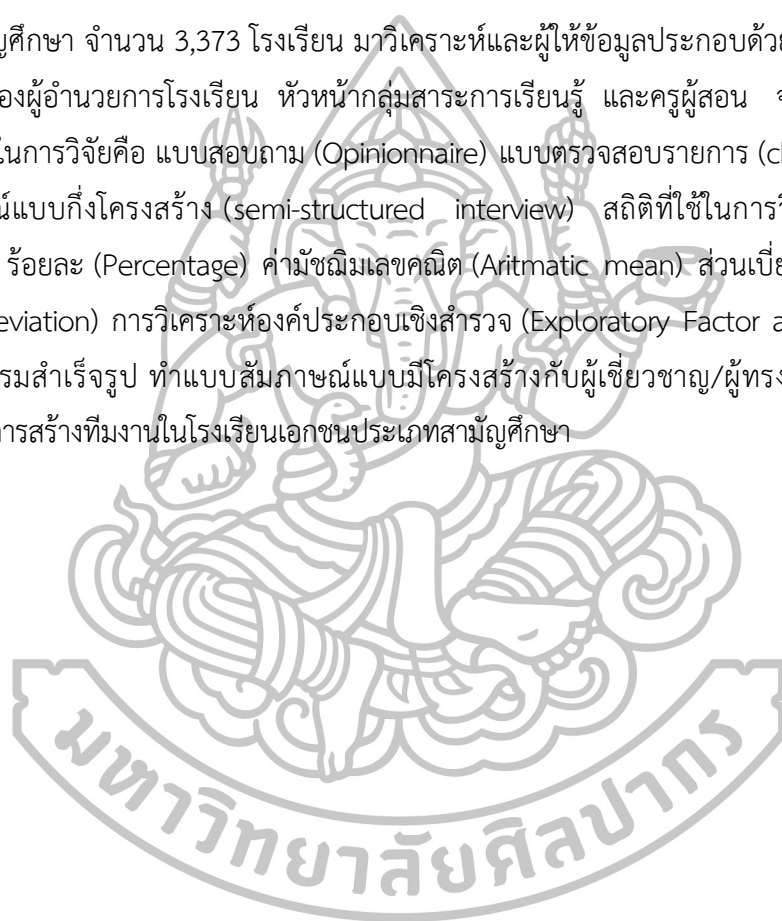 ญศึกษา จำนวน 3,373 โรงเรียน มาวิเคราะห์และผู้ให้ข้อมูลประกอบด้วย
องผู้อำนวยการโรงเรียน หัวหน้ากลุ่มสาระการเรียนรู้ และครูผู้สอน จ
ในการวิจัยคือ แบบสอบถาม (Opinionnaire) แบบตรวจสอบรายการ (c
ณ์แบบกึ่งโครงสร้าง (semi-structured interview) สถิติที่ใช้ในการวิ
ร้อยละ (Percentage) ค่ามัชฌิมเลขคณิต (Aritmatic mean) ส่วนเบี่ย
eviation) การวิเคราะห์องค์ประกอบเชิงสำรวจ (Exploratory Factor a
รมสำเร็จรูป ทำแบบสัมภาษณ์แบบมีโครงสร้างกับผู้เชี่ยวชาญ/ผู้ทรง
การสร้างทีมงานในโรงเรียนเอกชนประเภทสามัญศึกษา
มหาวิทยาลัยศิลปากร